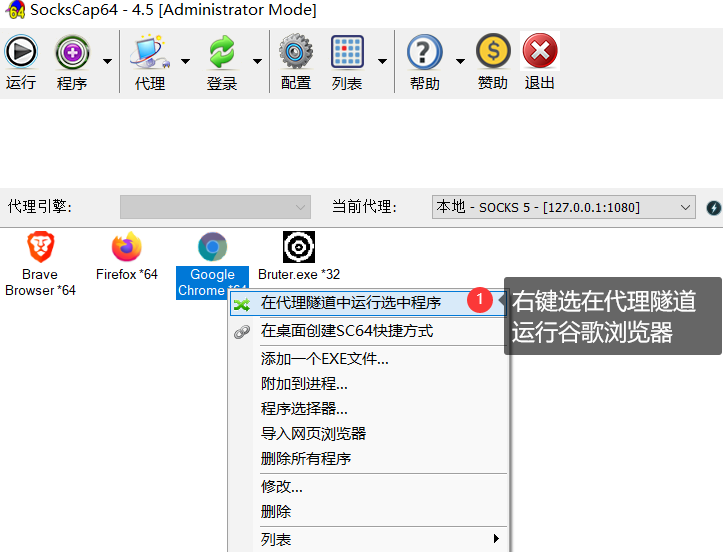 SocksCap64 - 4.5 [Administrator Mode]
运行 程序 代理 登录 配置 列表 帮助 赞助 退出
代理引擎: 当前代理: 本地 - SOCKS 5 - [127.0.0.1:1080]
Brave
Browser *64
Firefox *64
Google
Chrome *64
Bruter.exe *32
在代理隧道中运行选中程序
1
右键选在代理隧道
运行谷歌浏览器
在桌面创建SC64快捷方式
添加一个EXE文件...
附加到进程...
程序选择器...
导入网页浏览器
删除所有程序
修改...
删除
列表